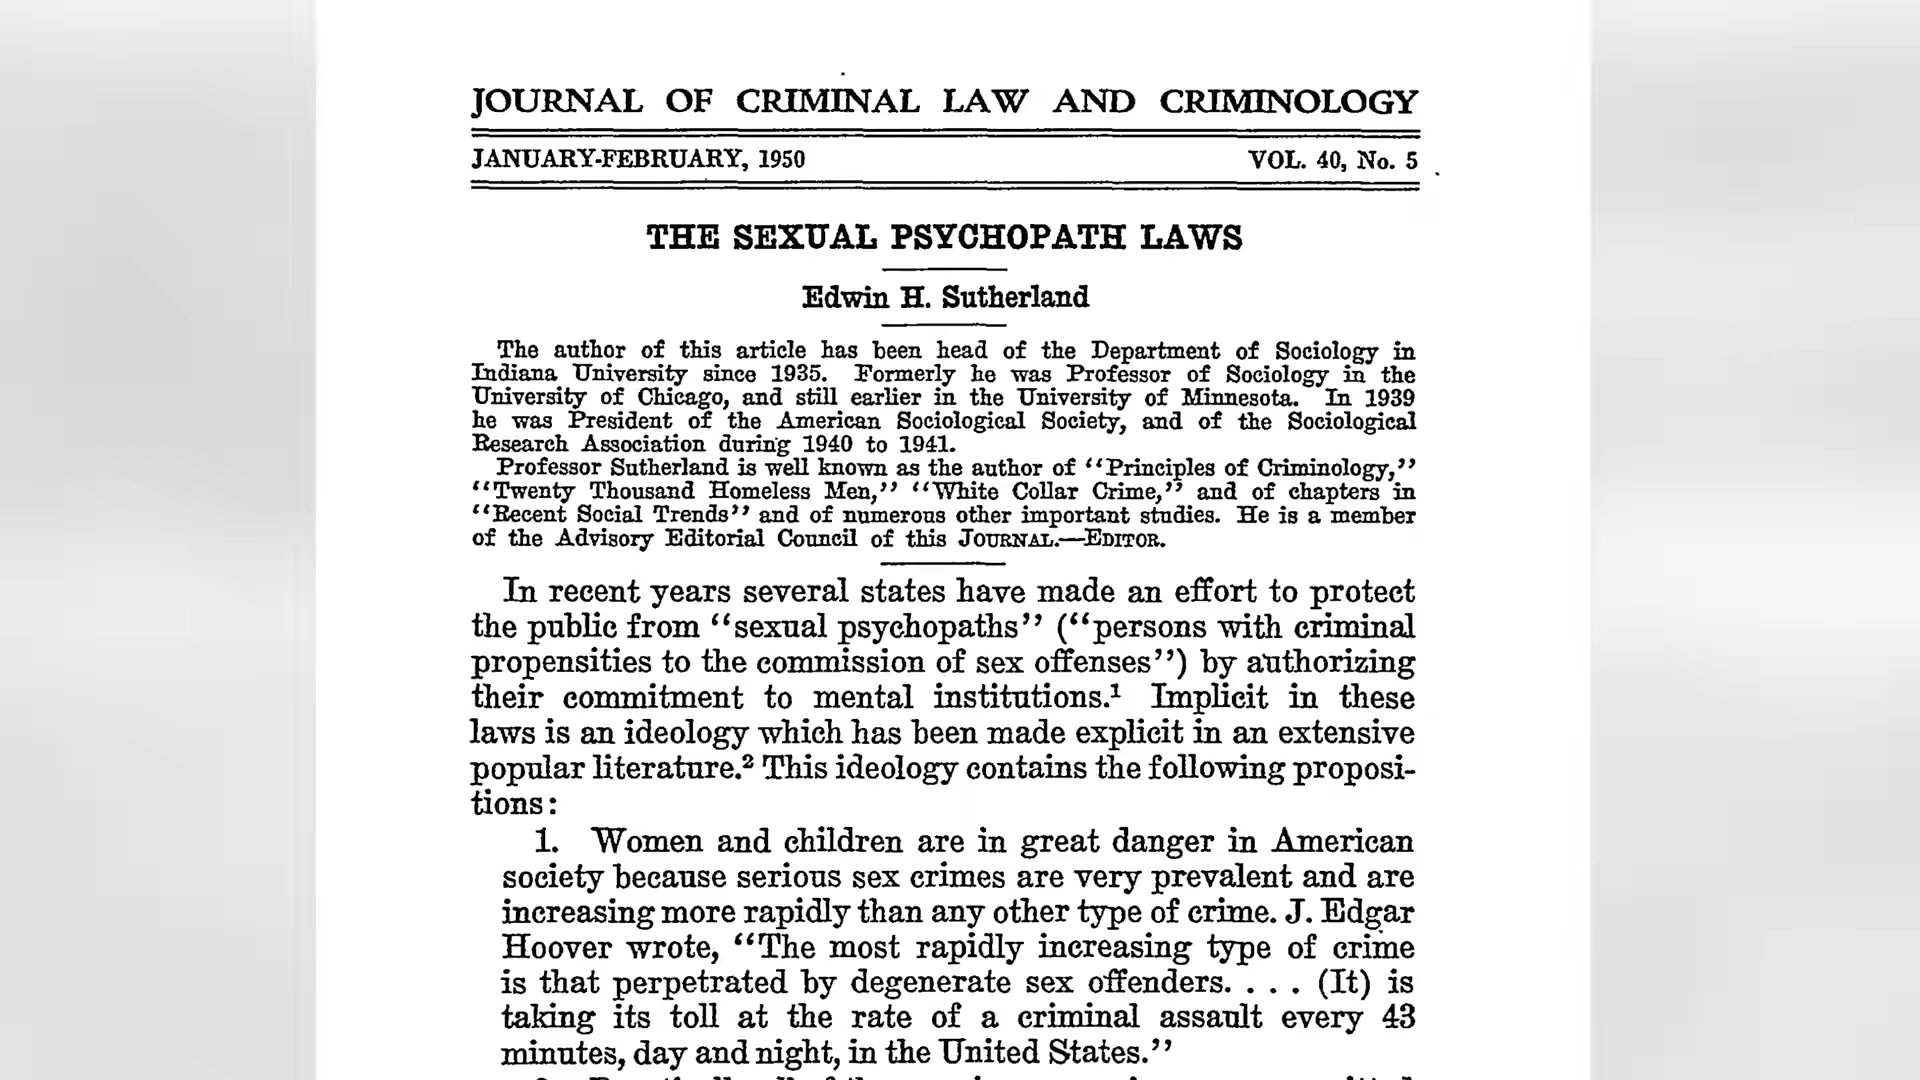 JOURNAL OF CRIMINAL LAW AND CRIMINOLOGY
JANUARY-FEBRUARY, 1950 VOL. 40, No. 5
THE SEXUAL PSYCHOPATH LAWS
Edwin H. Sutherland
The author of this article has been head of the Department of Sociology in
Indiana University since 1935. Formerly he was Professor of Sociology in the
University of Chicago, and still earlier in the University of Minnesota. In 1939
he was President of the American Sociological Society, and of the Sociological
Research Association during 1940 to 1941.
Professor Sutherland is well known as the author of "Principles of Criminology,"
"Twenty Thousand Homeless Men," "White Collar Crime," and of chapters in
"Recent Social Trends" and of numerous other important studies. He is a member
of the Advisory Editorial Council of this JOURNAL.—EDITOR.
In recent years several states have made an effort to protect
the public from "sexual psychopaths" ("persons with criminal
propensities to the commission of sex offenses") by authorizing
their commitment to mental institutions.¹ Implicit in these
laws is an ideology which has been made explicit in an extensive
popular literature.² This ideology contains the following proposi-
tions:
1. Women and children are in great danger in American
society because serious sex crimes are very prevalent and are
increasing more rapidly than any other type of crime. J. Edgar
Hoover wrote, "The most rapidly increasing type of crime
is that perpetrated by degenerate sex offenders. . . . (It) is
taking its toll at the rate of a criminal assault every 43
minutes, day and night, in the United States."